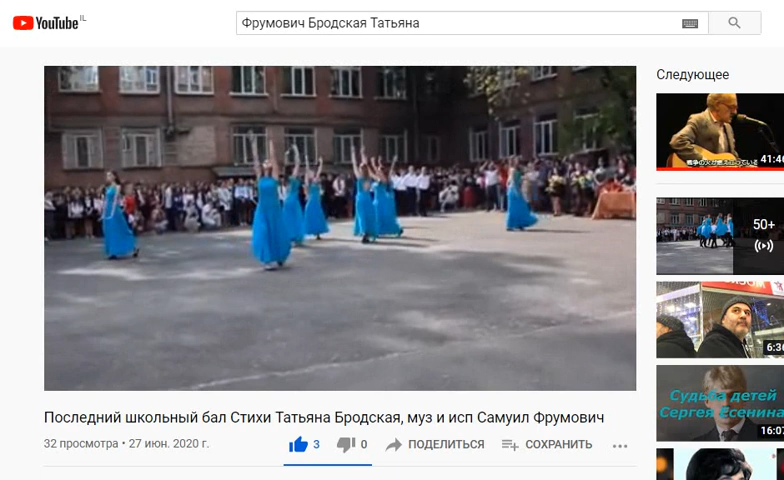 YouTube IL
Фрумович Бродская Татьяна
Следующее
41:4
50+
6:3
Судьба детей
Сергея Есенина
16:0
Последний школьный бал Стихи Татьяна Бродская, муз и исп Самуил Фрумович
32 просмотра • 27 июн. 2020 г.
3
0
ПОДЕЛИТЬСЯ
СОХРАНИТЬ